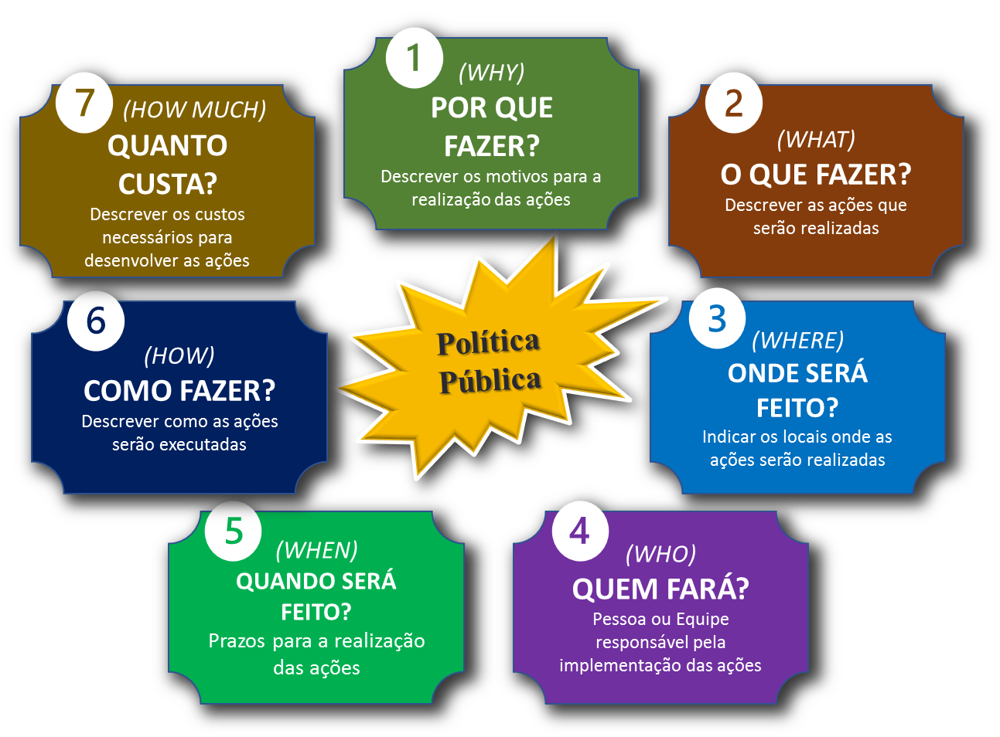 1
(WHY)
POR QUE
FAZER?
Descrever os motivos para a
realização das ações
2
(WHAT)
O QUE FAZER?
Descrever as ações que
serão realizadas
3
(WHERE)
ONDE SERÁ
FEITO?
Indicar os locais onde as
ações serão realizadas
4
(WHO)
QUEM FARÁ?
Pessoa ou Equipe
responsável pela
implementação das ações
5
(WHEN)
QUANDO SERÁ
FEITO?
Prazos para a realização
das ações
6
(HOW)
COMO FAZER?
Descrever como as ações
serão executadas
7
(HOW MUCH)
QUANTO
CUSTA?
Descrever os custos
necessários para
desenvolver as ações
Política
Pública